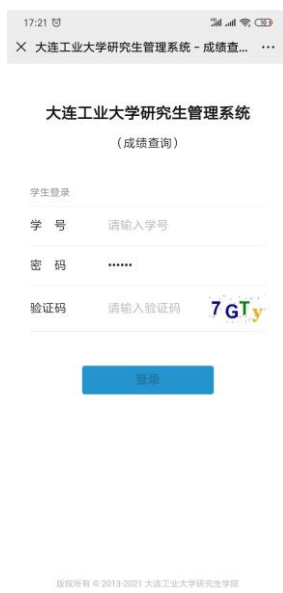 17:21
× 大连工业大学研究生管理系统 - 成绩查... ···
大连工业大学研究生管理系统
（成绩查询）
学生登录
学 号 请输入学号
密 码 ••••••
验证码 请输入验证码 7GTy
登录
版权所有 © 2013-2021 大连工业大学研究生学院